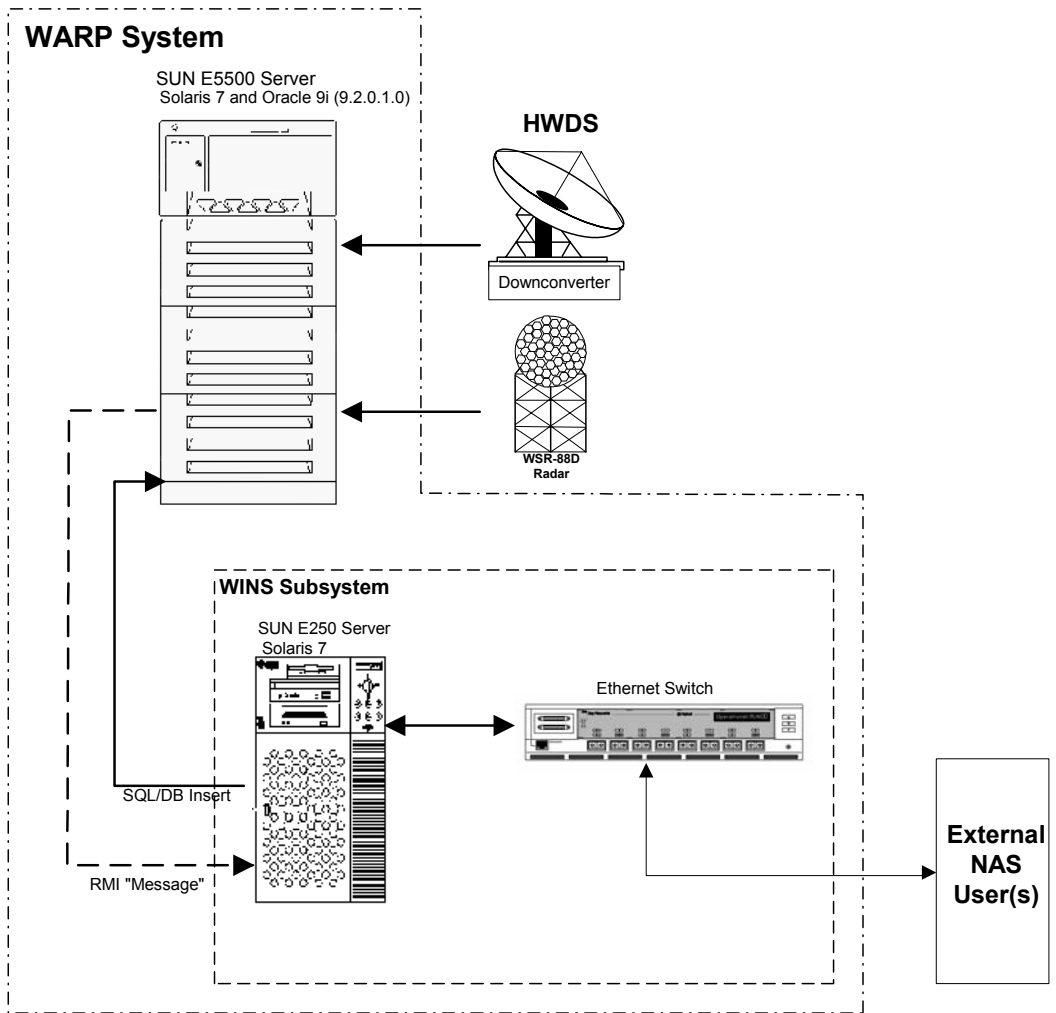 WARP System
SUN E5500 Server
Solaris 7 and Oracle 9i (9.2.0.1.0)
HWDS
Downconverter
WSR-88D
Radar
WINS Subsystem
SUN E250 Server
Solaris 7
Ethernet Switch
SQL/DB Insert
RMI "Message"
External
NAS
User(s)